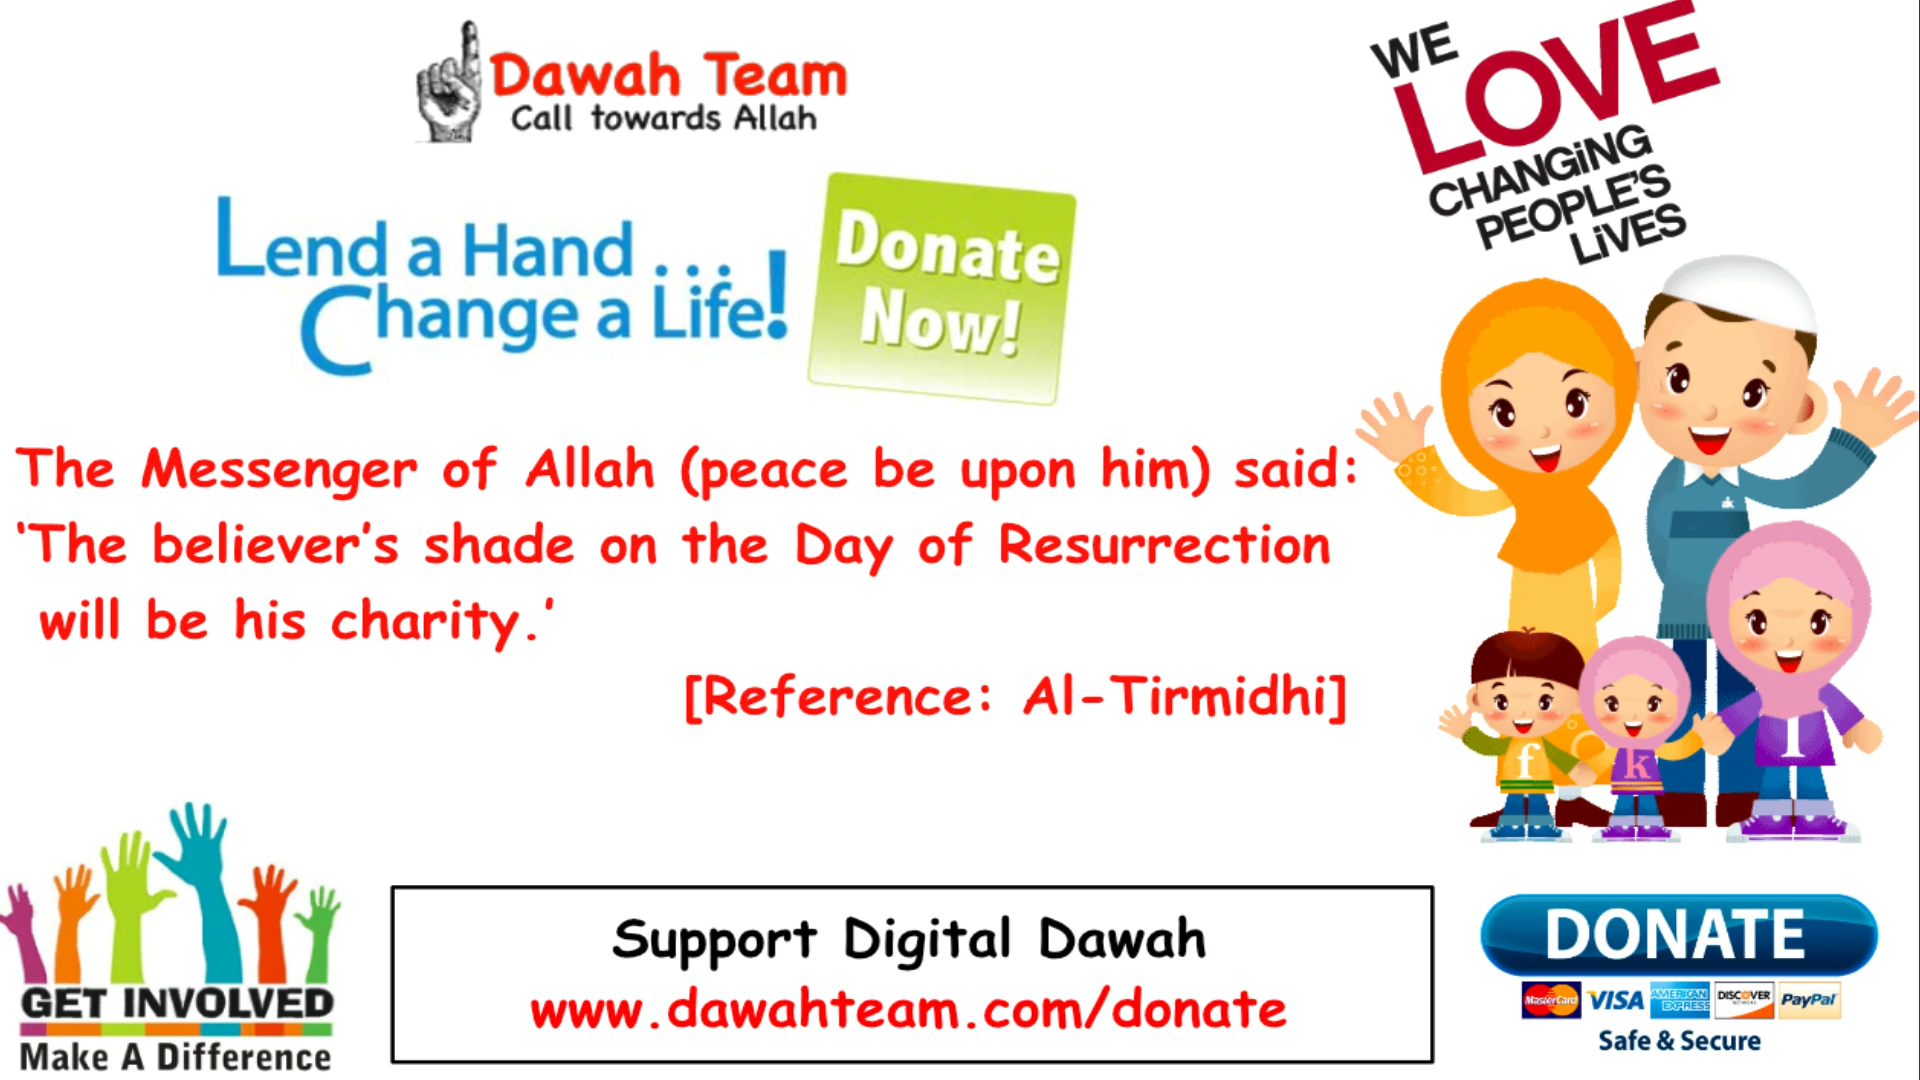 Dawah Team
Call towards Allah
WE
LOVE
CHANGiNG
PEOPLE'S
LiVES
Lend a Hand ...
Change a Life!
Donate
Now!
The Messenger of Allah (peace be upon him) said:
‘The believer’s shade on the Day of Resurrection
will be his charity.’
[Reference: Al-Tirmidhi]
f
k
l
GET INVOLVED
Make A Difference
Support Digital Dawah
www.dawahteam.com/donate
DONATE
MasterCard VISA AMERICAN EXPRESS DISCOVER NETWORK PayPal
Safe & Secure